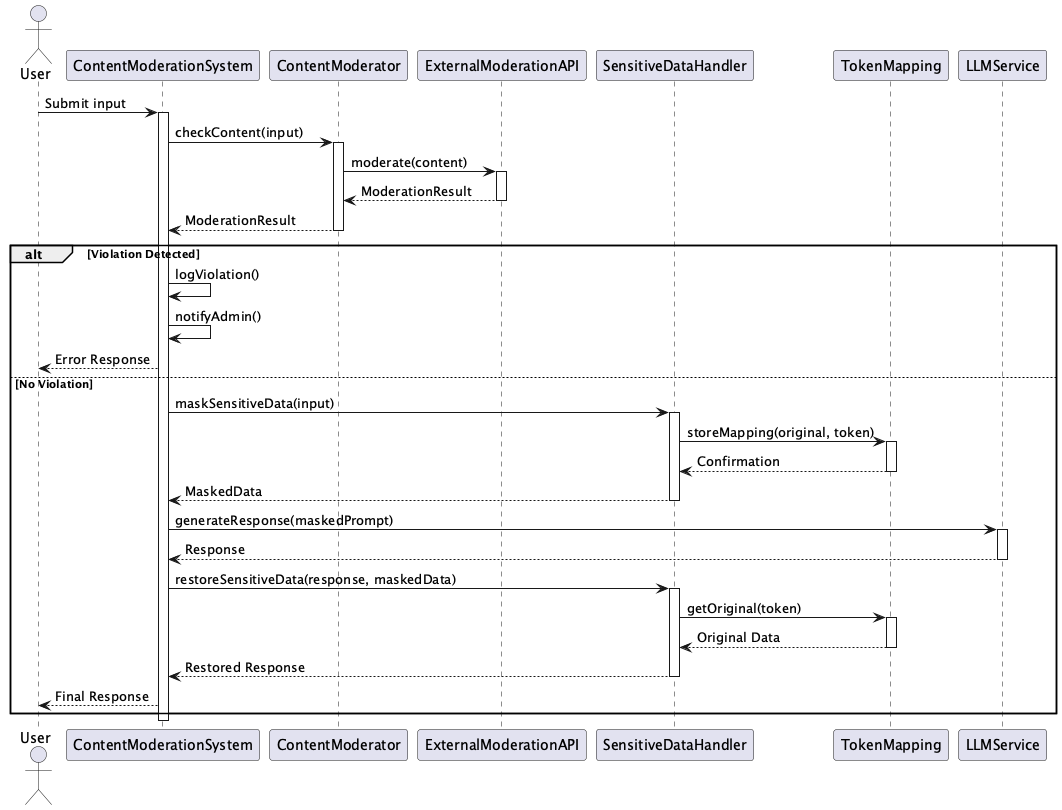 User
ContentModerationSystem
ContentModerator
ExternalModerationAPI
SensitiveDataHandler
TokenMapping
LLMService
Submit input
checkContent(input)
moderate(content)
ModerationResult
ModerationResult
alt
[Violation Detected]
logViolation()
notifyAdmin()
Error Response
[No Violation]
maskSensitiveData(input)
storeMapping(original, token)
Confirmation
MaskedData
generateResponse(maskedPrompt)
Response
restoreSensitiveData(response, maskedData)
getOriginal(token)
Original Data
Restored Response
Final Response
User
ContentModerationSystem
ContentModerator
ExternalModerationAPI
SensitiveDataHandler
TokenMapping
LLMService